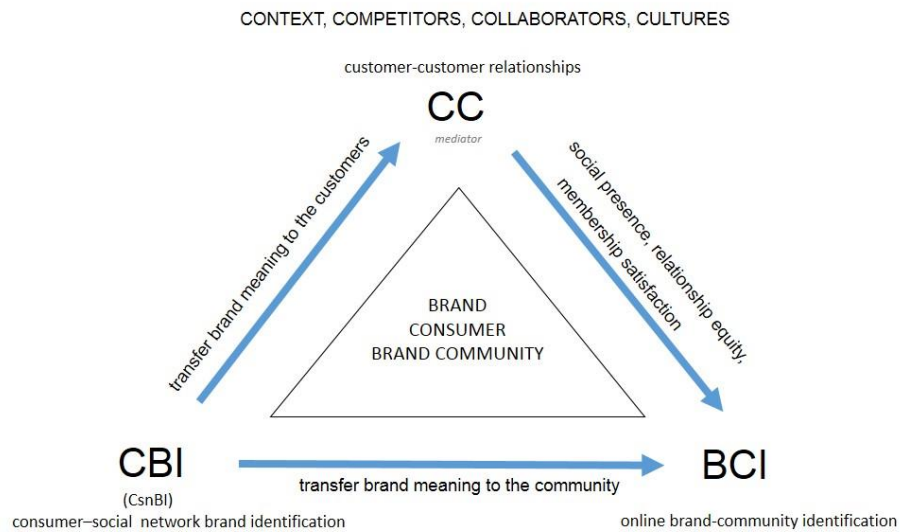 CONTEXT, COMPETITORS, COLLABORATORS, CULTURES
customer-customer relationships
CC
mediator
transfer brand meaning to the customers
social presence, relationship equity,
membership satisfaction
BRAND
CONSUMER
BRAND COMMUNITY
CBI
(CsnBI)
consumer–social network brand identification
transfer brand meaning to the community
BCI
online brand-community identification